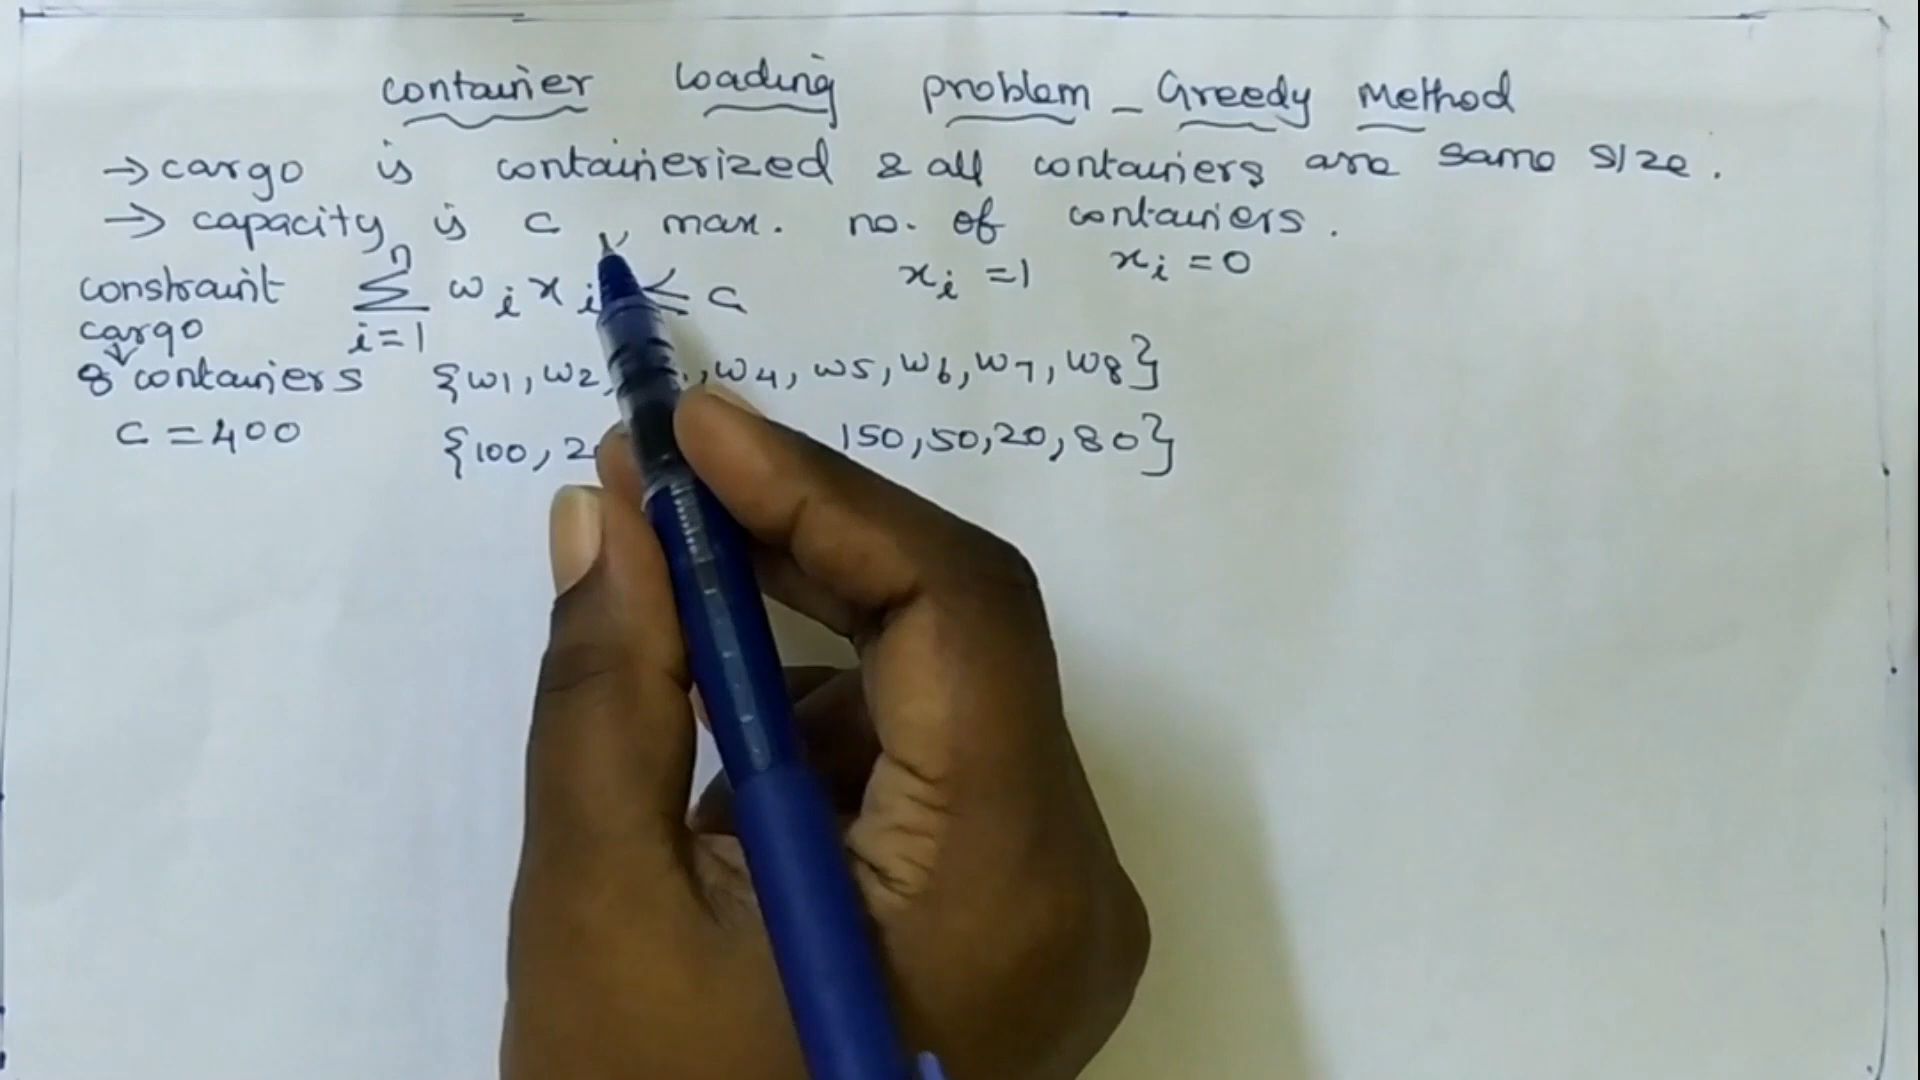 container loading problem - Greedy Method
→ cargo is containerized & all containers are same size.
→ capacity is c, max. no. of containers.
constraint n∑i=1 wixi ≤ c xi=1 xi=0
cargo
8 containers {w1, w2, w4, w5, w6, w7, w8}
c = 400 {100, 150, 50, 20, 80}